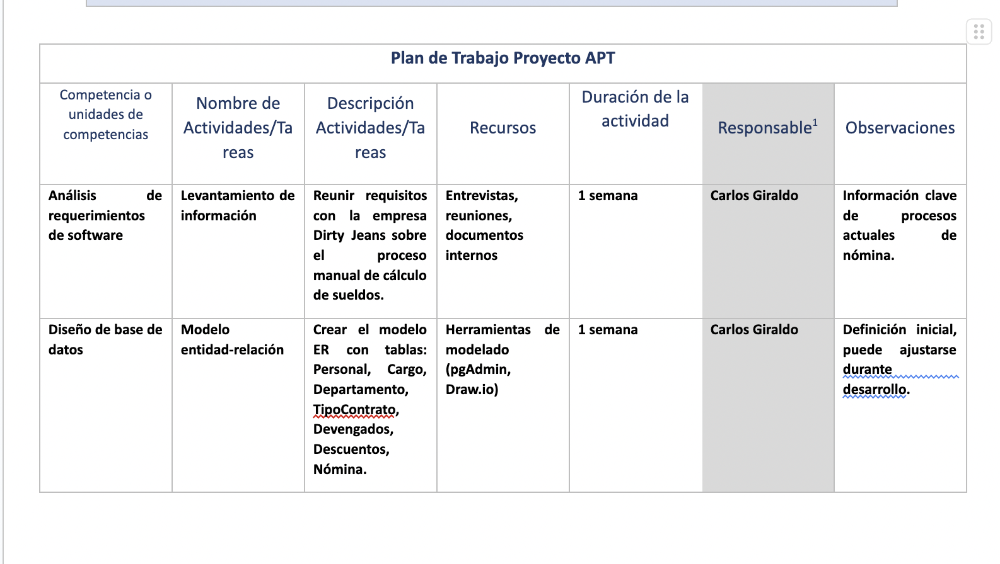 Plan de Trabajo Proyecto APT
Competencia o
unidades de
competencias
Nombre de
Actividades/Ta
reas
Descripción
Actividades/Ta
reas
Recursos
Duración de la
actividad
Responsable¹
Observaciones
Análisis de
requerimientos
de software
Levantamiento de
información
Reunir requisitos
con la empresa
Dirty Jeans sobre
el proceso
manual de cálculo
de sueldos.
Entrevistas,
reuniones,
documentos
internos
1 semana
Carlos Giraldo
Información clave
de procesos
actuales de
nómina.
Diseño de base de
datos
Modelo
entidad-relación
Crear el modelo
ER con tablas:
Personal, Cargo,
Departamento,
TipoContrato,
Devengados,
Descuentos,
Nómina.
Herramientas de
modelado
(pgAdmin,
Draw.io)
1 semana
Carlos Giraldo
Definición inicial,
puede ajustarse
durante
desarrollo.